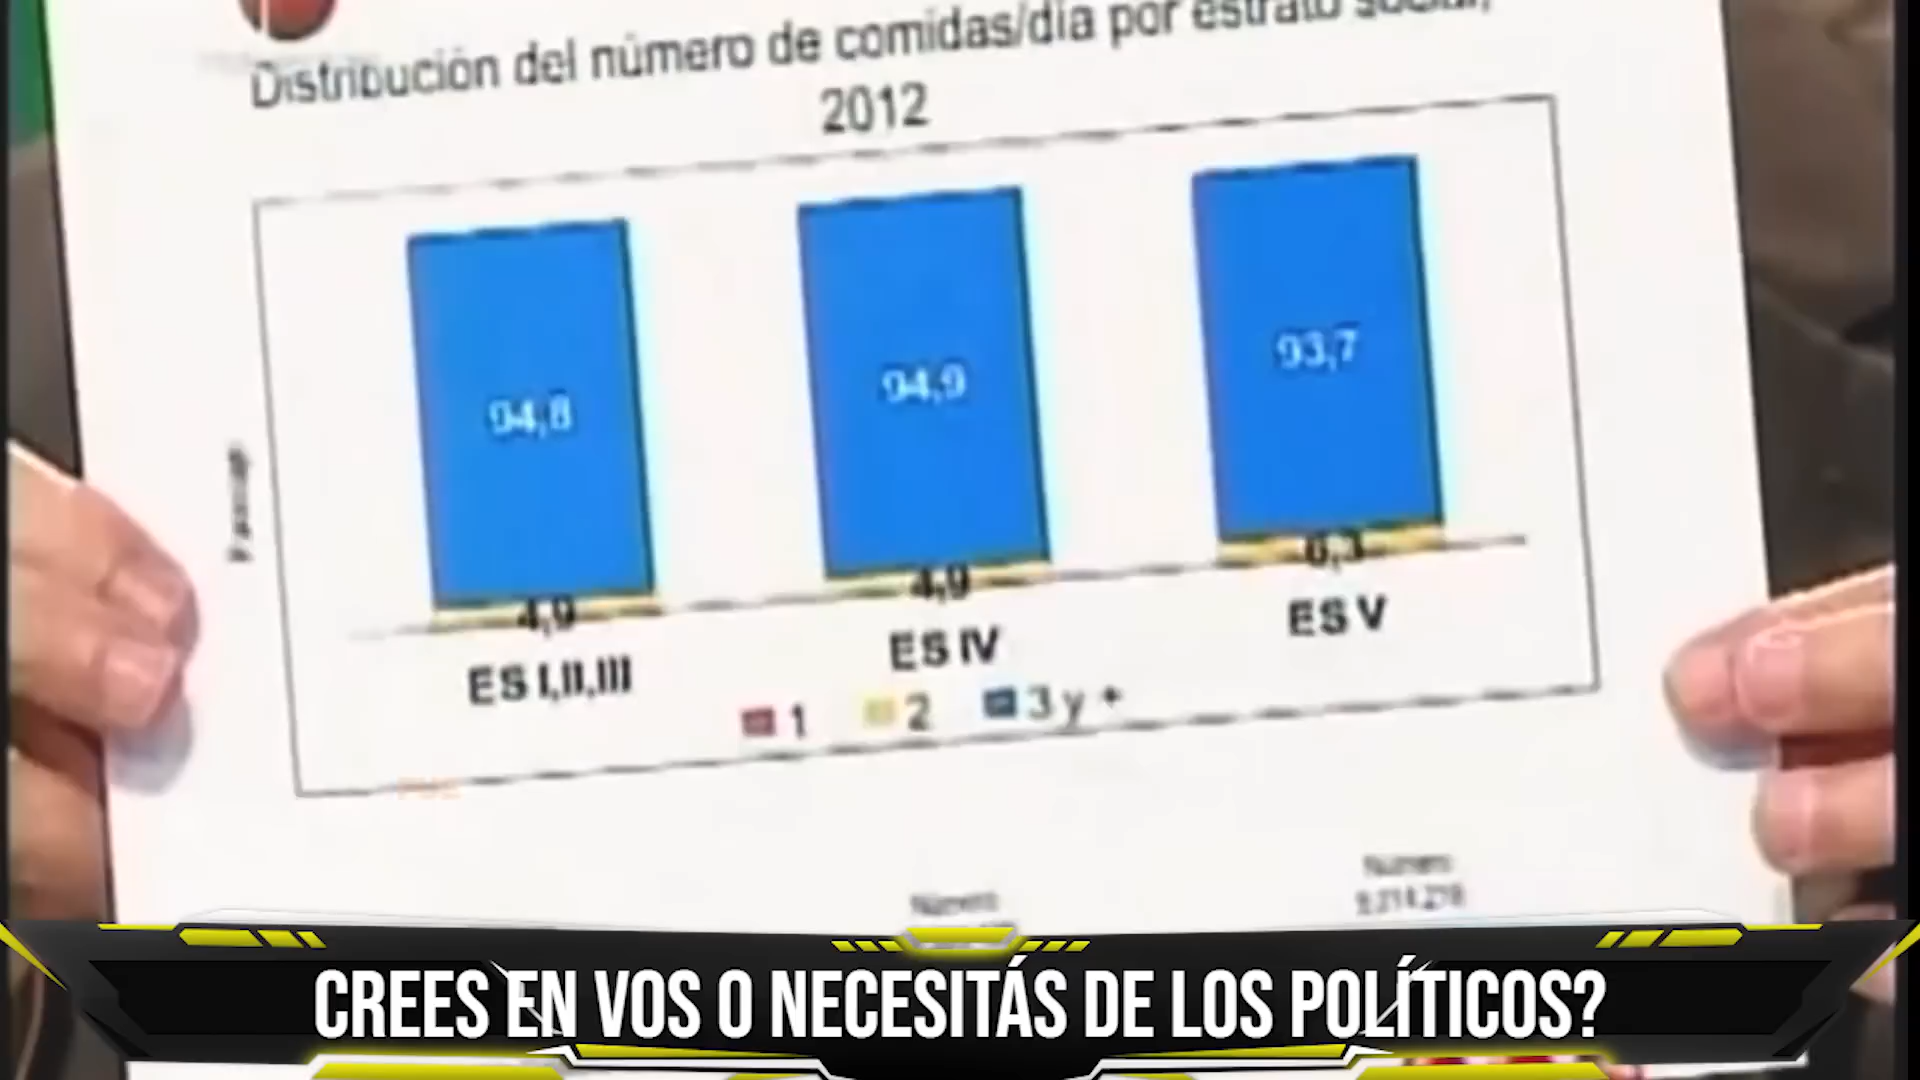 Distribución del número de comidas/día por estrato social,
2012
94,8
94,9
93,7
4,9
4,9
6,3
ES I,II,III
ES IV
ES V
1
2
3 y +
Número
Número
CREES EN VOS O NECESITÁS DE LOS POLÍTICOS?